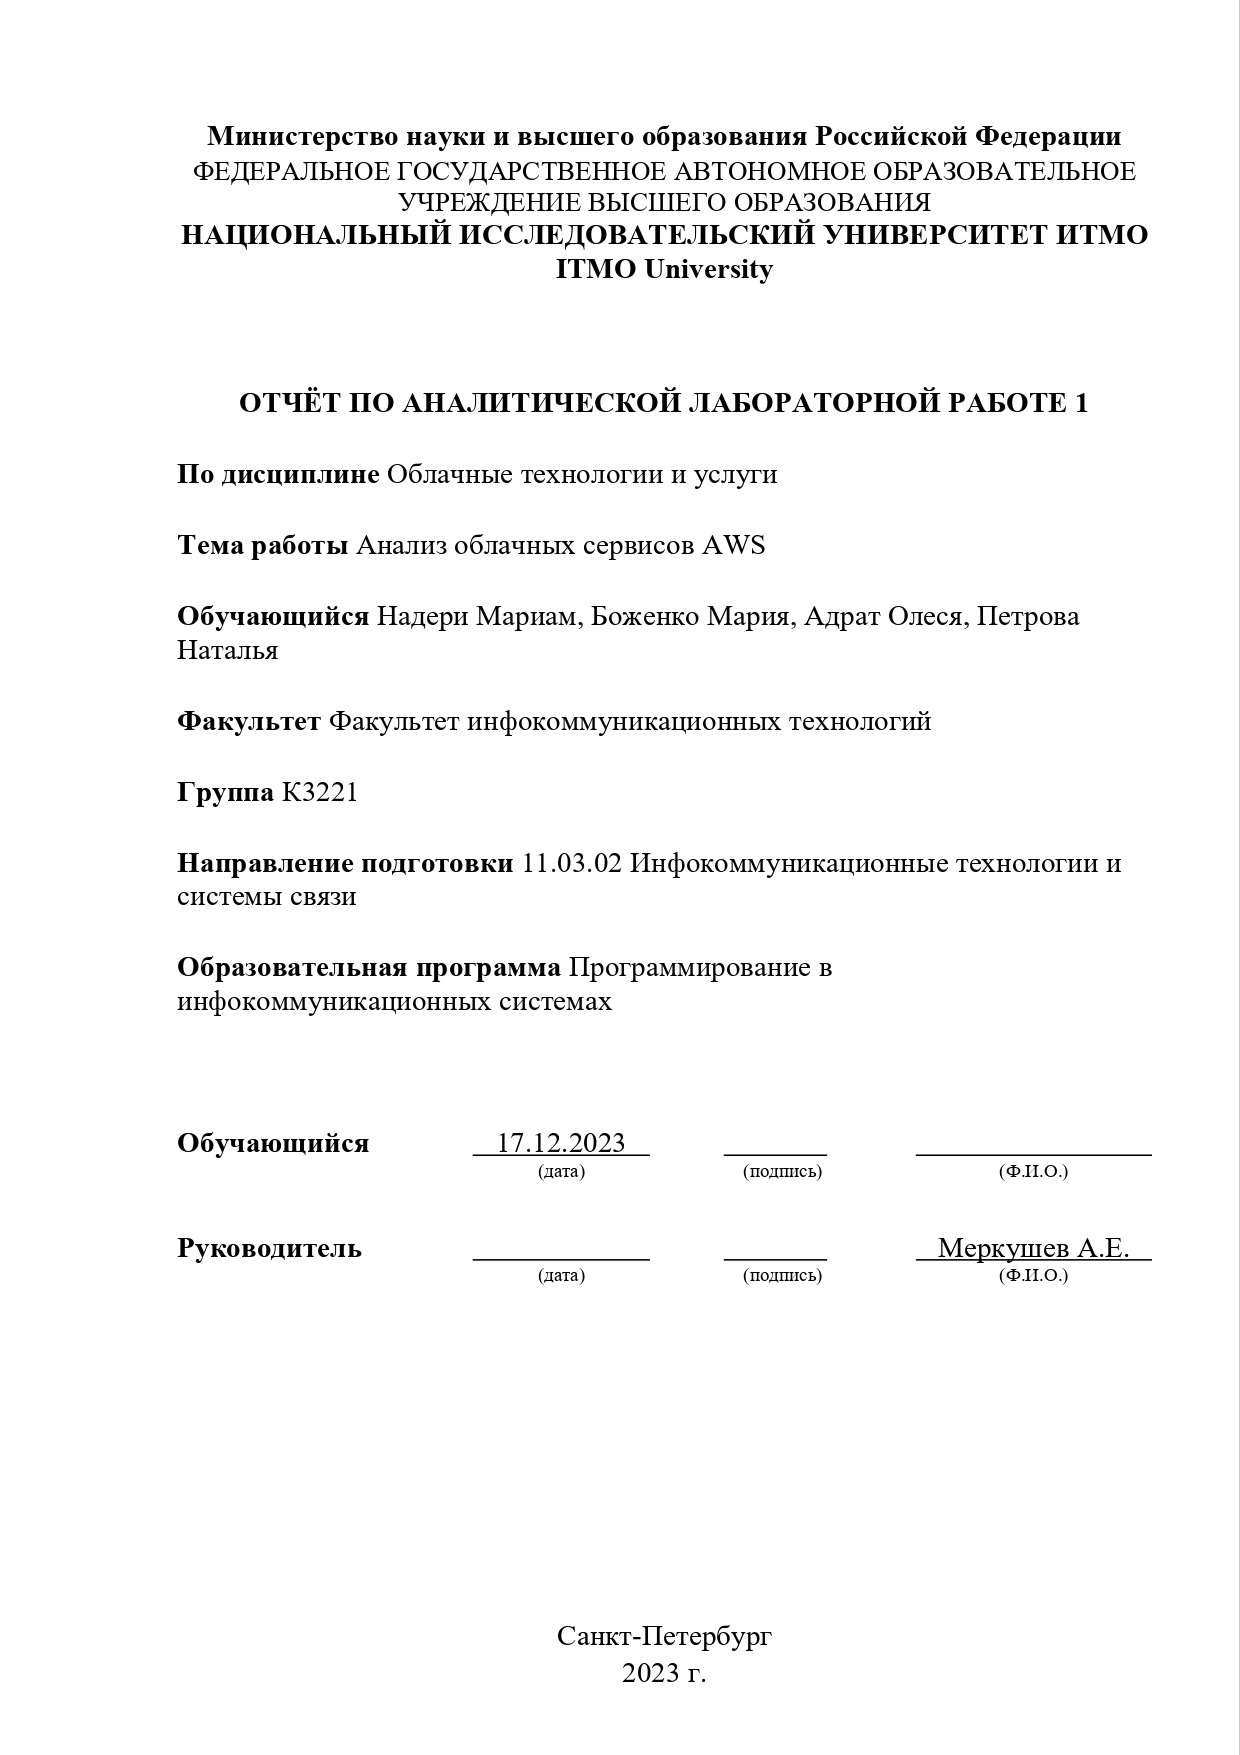 Министерство науки и высшего образования Российской Федерации
ФЕДЕРАЛЬНОЕ ГОСУДАРСТВЕННОЕ АВТОНОМНОЕ ОБРАЗОВАТЕЛЬНОЕ
УЧРЕЖДЕНИЕ ВЫСШЕГО ОБРАЗОВАНИЯ
НАЦИОНАЛЬНЫЙ ИССЛЕДОВАТЕЛЬСКИЙ УНИВЕРСИТЕТ ИТМО
ITMO University
ОТЧЁТ ПО АНАЛИТИЧЕСКОЙ ЛАБОРАТОРНОЙ РАБОТЕ 1
По дисциплине Облачные технологии и услуги
Тема работы Анализ облачных сервисов AWS
Обучающийся Надери Мариам, Боженко Мария, Адрат Олеся, Петрова
Наталья
Факультет Факультет инфокоммуникационных технологий
Группа К3221
Направление подготовки 11.03.02 Инфокоммуникационные технологии и
системы связи
Образовательная программа Программирование в
инфокоммуникационных системах
Обучающийся 17.12.2023
(дата) (подпись) (Ф.И.О.)
Руководитель Меркушев А.Е.
(дата) (подпись) (Ф.И.О.)
Санкт-Петербург
2023 г.